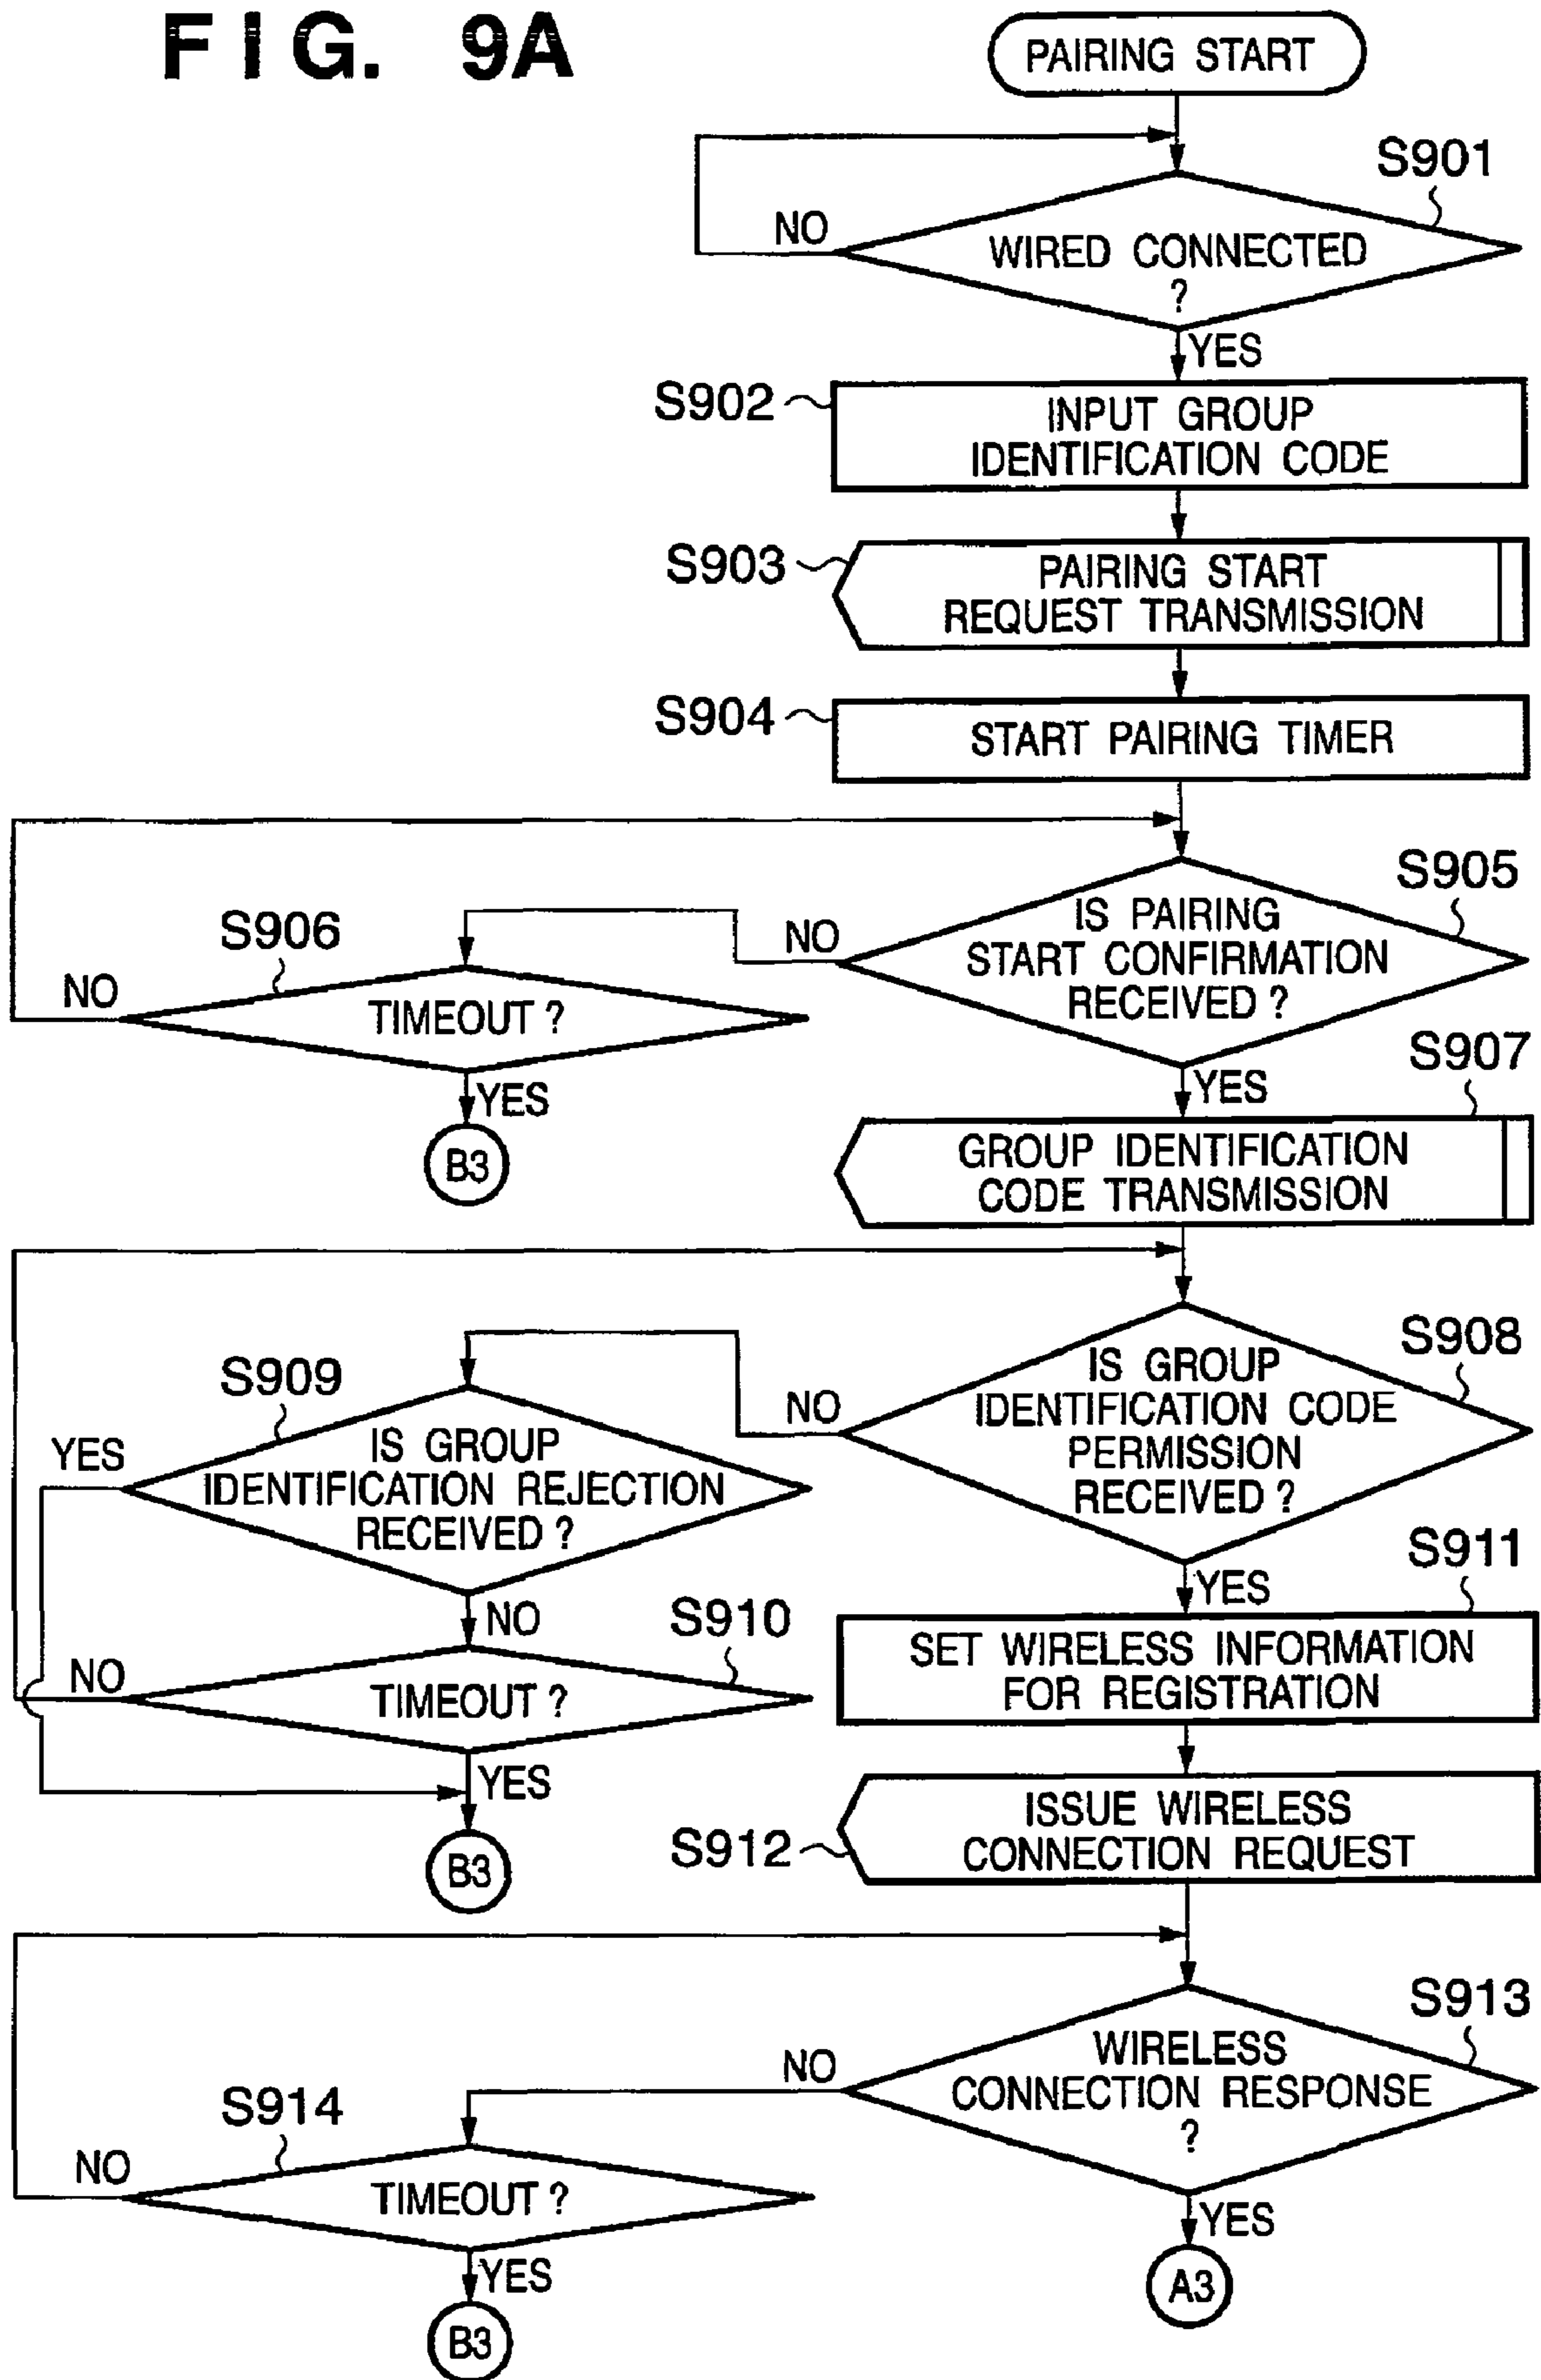 FIG. 9A
PAIRING START
S901
NO
WIRED CONNECTED
?
YES
S902
INPUT GROUP
IDENTIFICATION CODE
S903
PAIRING START
REQUEST TRANSMISSION
S904
START PAIRING TIMER
S905
IS PAIRING
START CONFIRMATION
RECEIVED ?
NO
S906
NO
TIMEOUT ?
YES
B3
YES
S907
GROUP IDENTIFICATION
CODE TRANSMISSION
S908
IS GROUP
IDENTIFICATION CODE
PERMISSION
RECEIVED ?
NO
S909
YES
IS GROUP
IDENTIFICATION REJECTION
RECEIVED ?
NO
S910
NO
TIMEOUT ?
YES
B3
YES
S911
SET WIRELESS INFORMATION
FOR REGISTRATION
S912
ISSUE WIRELESS
CONNECTION REQUEST
S913
WIRELESS
CONNECTION RESPONSE
?
NO
S914
NO
TIMEOUT ?
YES
B3
YES
A3